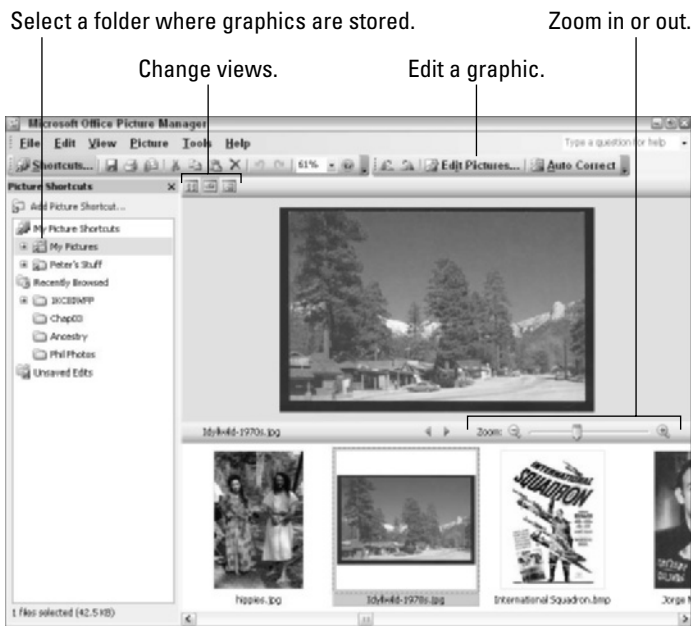 Select a folder where graphics are stored.
Zoom in or out.
Change views.
Edit a graphic.
Microsoft Office Picture Manager
File Edit View Picture Tools Help
Type a question for help
Shortcuts... 61% Edit Pictures... Auto Correct
Picture Shortcuts
Add Picture Shortcut...
My Picture Shortcuts
My Pictures
Peter's Stuff
Recently Browsed
Chap03
Ancestry
Phil Photos
Unsaved Edits
Idyllwild-1970s.jpg
Zoom:
INTERNATIONAL
SQUADRON
hippies.jpg
Idyllwild-1970s.jpg
International Squadron.bmp
Jorge
1 files selected (42.5 KB)